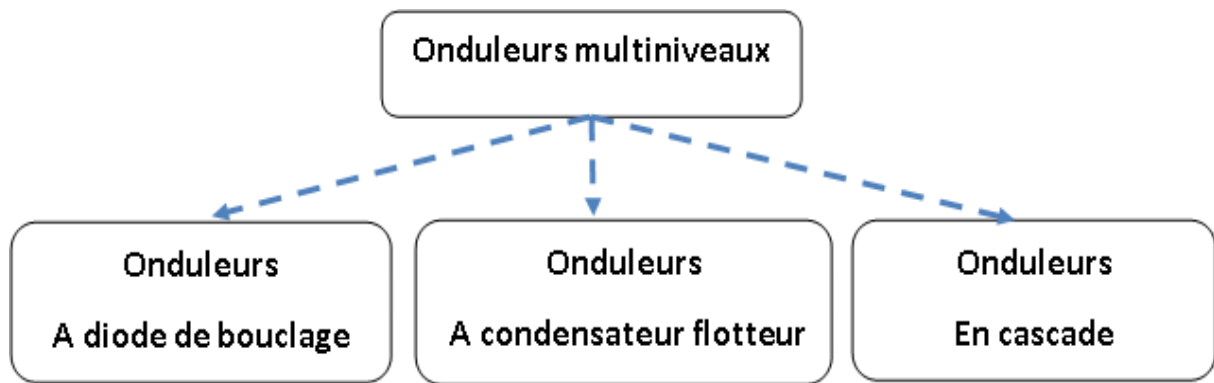 Onduleurs multiniveaux
Onduleurs
A diode de bouclage
Onduleurs
A condensateur flotteur
Onduleurs
En cascade